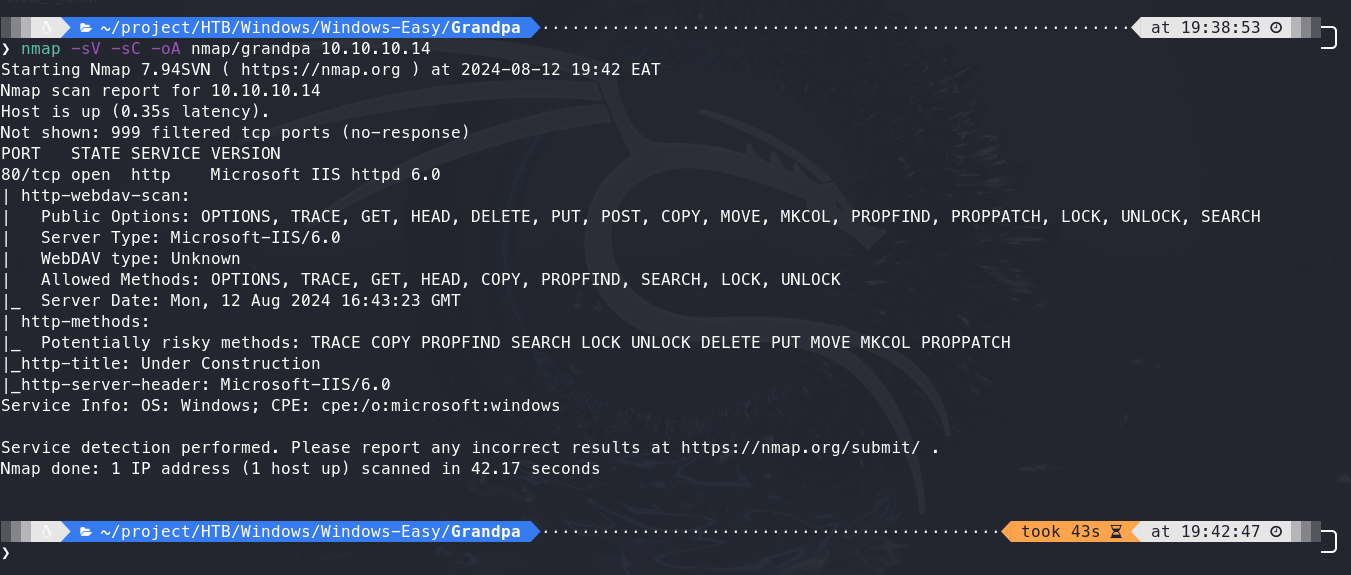 ~/project/HTB/Windows/Windows-Easy/Grandpa at 19:38:53
❯ nmap -sV -sC -oA nmap/grandpa 10.10.10.14
Starting Nmap 7.94SVN ( https://nmap.org ) at 2024-08-12 19:42 EAT
Nmap scan report for 10.10.10.14
Host is up (0.35s latency).
Not shown: 999 filtered tcp ports (no-response)
PORT   STATE SERVICE VERSION
80/tcp open  http    Microsoft IIS httpd 6.0
| http-webdav-scan:
|   Public Options: OPTIONS, TRACE, GET, HEAD, DELETE, PUT, POST, COPY, MOVE, MKCOL, PROPFIND, PROPPATCH, LOCK, UNLOCK, SEARCH
|   Server Type: Microsoft-IIS/6.0
|   WebDAV type: Unknown
|   Allowed Methods: OPTIONS, TRACE, GET, HEAD, COPY, PROPFIND, SEARCH, LOCK, UNLOCK
|_  Server Date: Mon, 12 Aug 2024 16:43:23 GMT
| http-methods:
|_  Potentially risky methods: TRACE COPY PROPFIND SEARCH LOCK UNLOCK DELETE PUT MOVE MKCOL PROPPATCH
|_http-title: Under Construction
|_http-server-header: Microsoft-IIS/6.0
Service Info: OS: Windows; CPE: cpe:/o:microsoft:windows
Service detection performed. Please report any incorrect results at https://nmap.org/submit/ .
Nmap done: 1 IP address (1 host up) scanned in 42.17 seconds
~/project/HTB/Windows/Windows-Easy/Grandpa took 43s at 19:42:47
❯